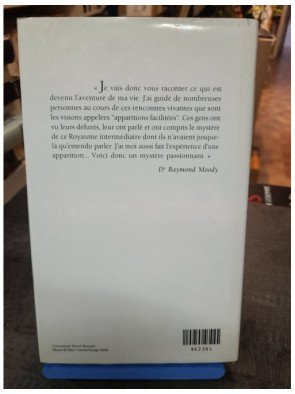 « Je vais donc vous raconter ce qui est
devenu l'aventure de ma vie. J'ai guidé de nombreuses
personnes au cours de ces rencontres vivantes que sont
les visions appelées "apparitions facilitées". Ces gens ont
vu leurs défunts, leur ont parlé et ont compris le mystère
de ce Royaume intermédiaire dont ils n'avaient jusque-
là qu'entendu parler. J'ai moi aussi fait l'expérience d'une
apparition... Voici donc un mystère passionnant. »
Dr Raymond Moody
462361